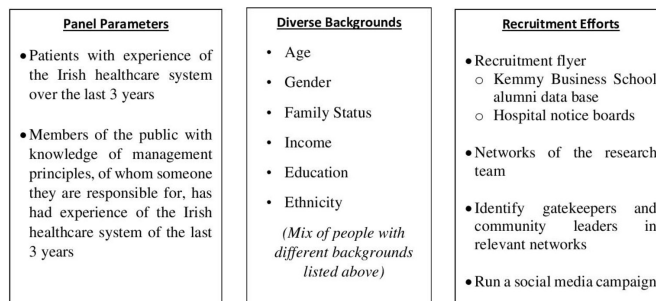 Panel Parameters
• Patients with experience of
the Irish healthcare system
over the last 3 years
• Members of the public with
knowledge of management
principles, of whom someone
they are responsible for, has
had experience of the Irish
healthcare system of the last
3 years
Diverse Backgrounds
• Age
• Gender
• Family Status
• Income
• Education
• Ethnicity
(Mix of people with
different backgrounds
listed above)
Recruitment Efforts
• Recruitment flyer
o Kemmy Business School
alumni data base
o Hospital notice boards
• Networks of the research
team
• Identify gatekeepers and
community leaders in
relevant networks
• Run a social media campaign